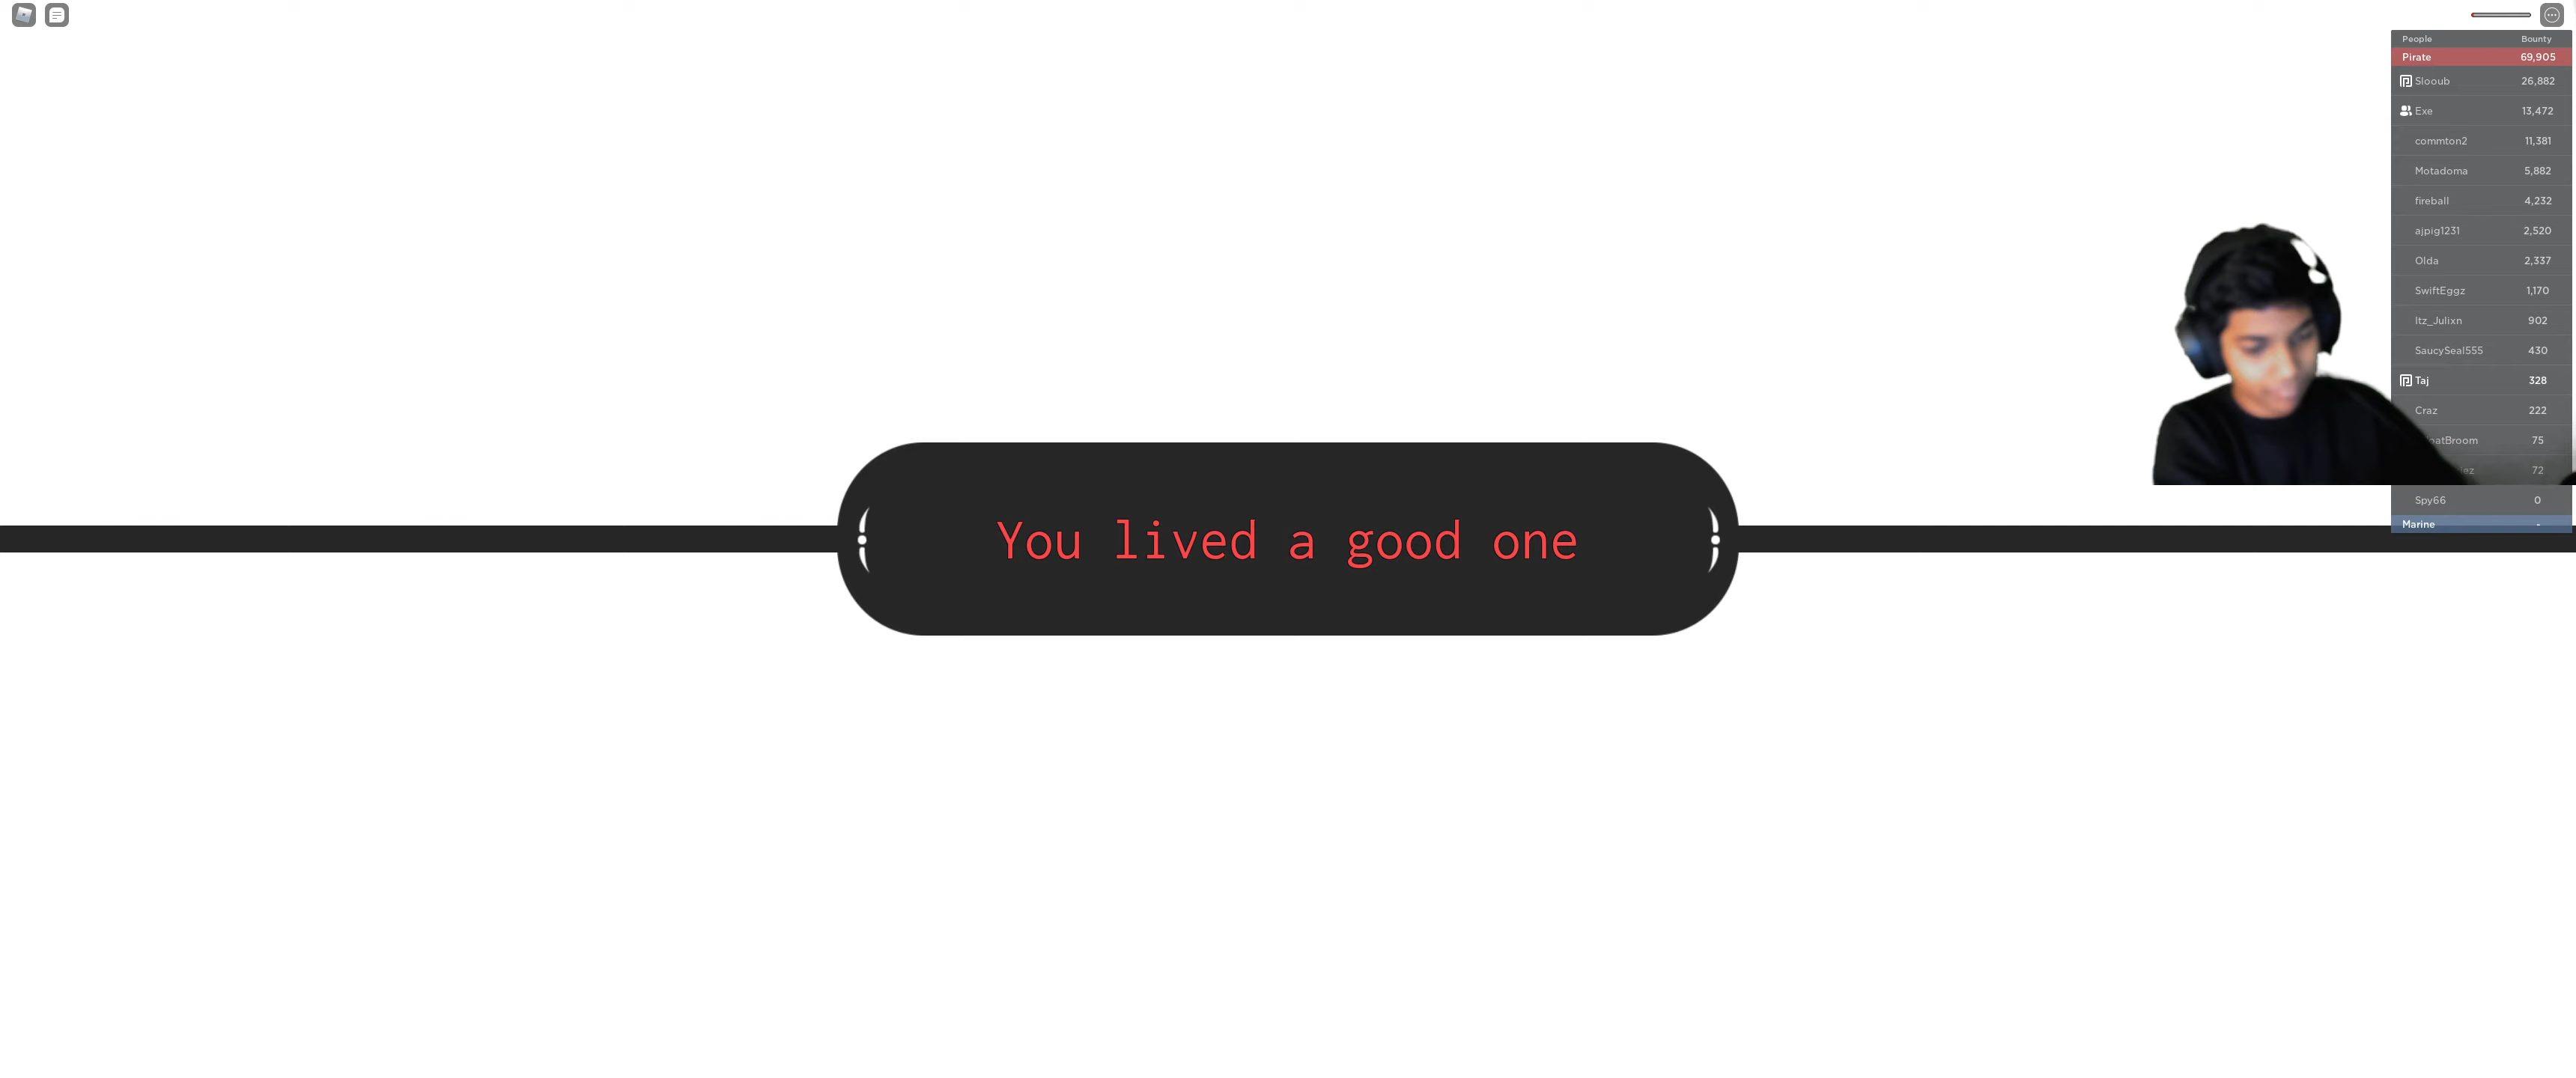 People Bounty
Pirate 69,905
Slooub 26,882
Exe 13,472
commton2 11,381
Motadoma 5,882
fireball 4,232
ajpig1231 2,520
Olda 2,337
SwiftEggz 1,170
Itz_Julixn 902
SaucySeal555 430
Taj 328
Craz 222
75
72
Spy66 0
Marine -
You lived a good one